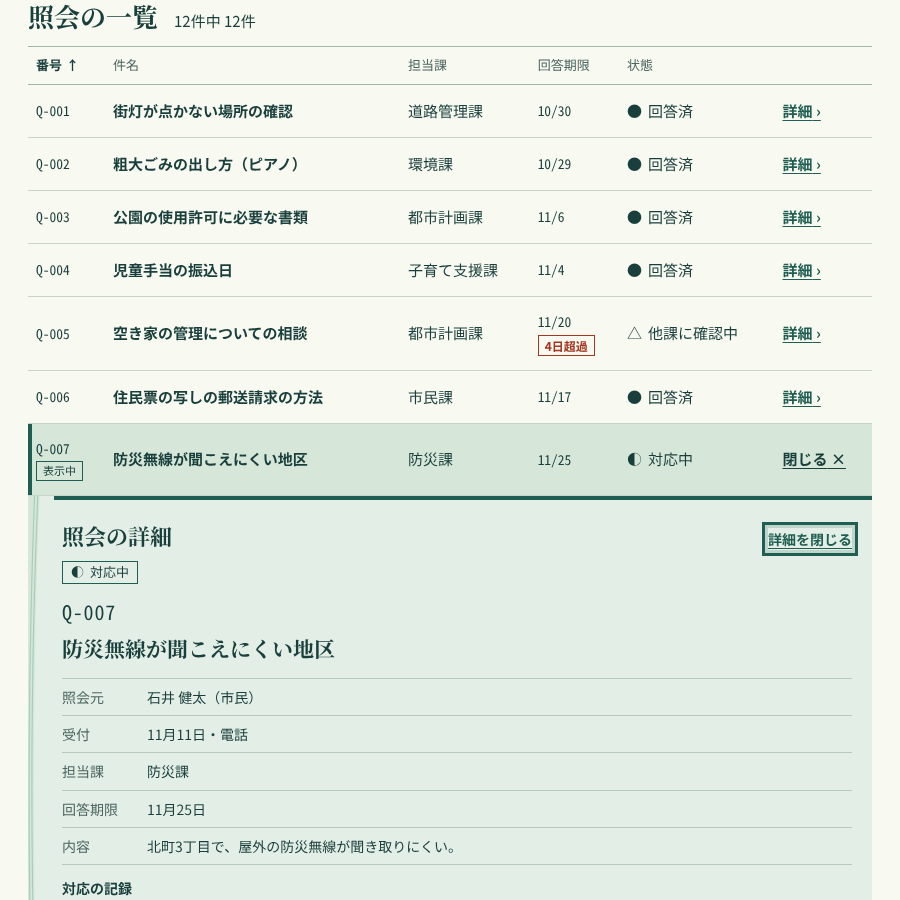 照会の一覧 12件中 12件
番号 ↑ 件名 担当課 回答期限 状態
Q-001 街灯が点かない場所の確認 道路管理課 10/30 ● 回答済 詳細 ›
Q-002 粗大ごみの出し方（ピアノ） 環境課 10/29 ● 回答済 詳細 ›
Q-003 公園の使用許可に必要な書類 都市計画課 11/6 ● 回答済 詳細 ›
Q-004 児童手当の振込日 子育て支援課 11/4 ● 回答済 詳細 ›
Q-005 空き家の管理についての相談 都市計画課 11/20 4日超過 △ 他課に確認中 詳細 ›
Q-006 住民票の写しの郵送請求の方法 市民課 11/17 ● 回答済 詳細 ›
Q-007 表示中 防災無線が聞こえにくい地区 防災課 11/25 ◐ 対応中 閉じる ×
照会の詳細 詳細を閉じる
◐ 対応中
Q-007
防災無線が聞こえにくい地区
照会元 石井 健太（市民）
受付 11月11日・電話
担当課 防災課
回答期限 11月25日
内容 北町3丁目で、屋外の防災無線が聞き取りにくい。
対応の記録